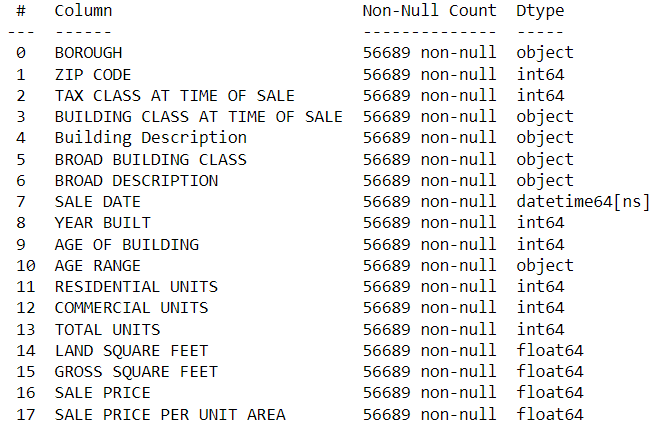 #   Column                          Non-Null Count  Dtype
---  ------                          --------------  -----
 0   BOROUGH                         56689 non-null  object
 1   ZIP CODE                        56689 non-null  int64
 2   TAX CLASS AT TIME OF SALE       56689 non-null  int64
 3   BUILDING CLASS AT TIME OF SALE  56689 non-null  object
 4   Building Description            56689 non-null  object
 5   BROAD BUILDING CLASS            56689 non-null  object
 6   BROAD DESCRIPTION               56689 non-null  object
 7   SALE DATE                       56689 non-null  datetime64[ns]
 8   YEAR BUILT                      56689 non-null  int64
 9   AGE OF BUILDING                 56689 non-null  int64
 10  AGE RANGE                       56689 non-null  object
 11  RESIDENTIAL UNITS               56689 non-null  int64
 12  COMMERCIAL UNITS                56689 non-null  int64
 13  TOTAL UNITS                     56689 non-null  int64
 14  LAND SQUARE FEET                56689 non-null  float64
 15  GROSS SQUARE FEET               56689 non-null  float64
 16  SALE PRICE                      56689 non-null  float64
 17  SALE PRICE PER UNIT AREA        56689 non-null  float64